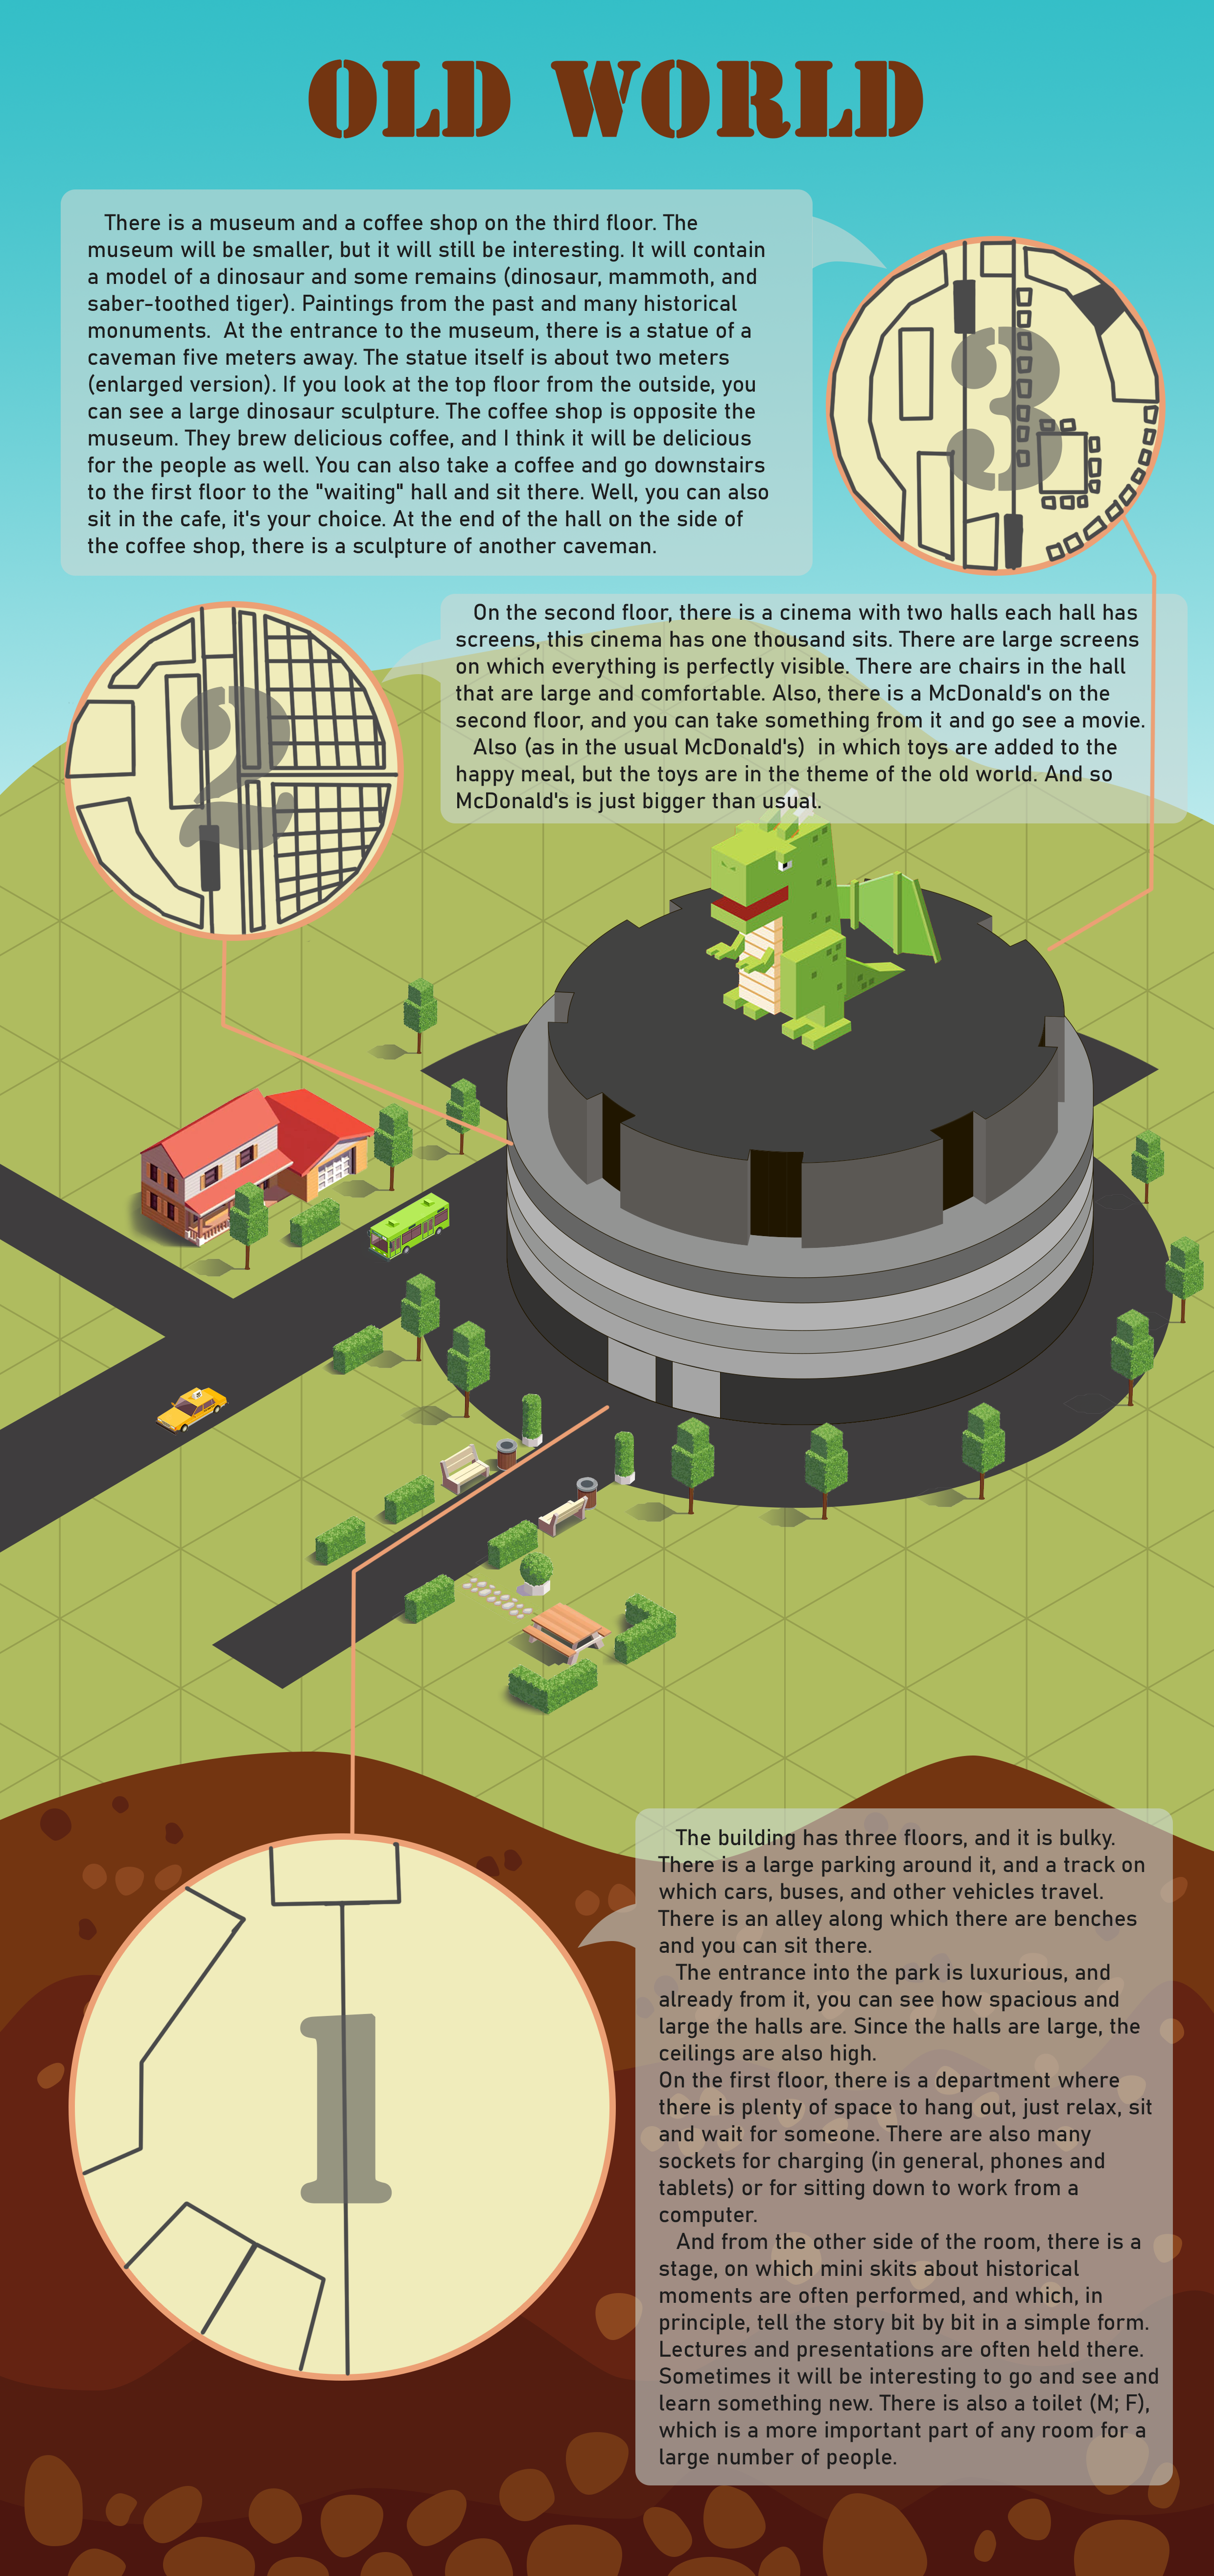 OLD WORLD
There is a museum and a coffee shop on the third floor. The
museum will be smaller, but it will still be interesting. It will contain
a model of a dinosaur and some remains (dinosaur, mammoth, and
saber-toothed tiger). Paintings from the past and many historical
monuments.  At the entrance to the museum, there is a statue of a
caveman five meters away. The statue itself is about two meters
(enlarged version). If you look at the top floor from the outside, you
can see a large dinosaur sculpture. The coffee shop is opposite the
museum. They brew delicious coffee, and I think it will be delicious
for the people as well. You can also take a coffee and go downstairs
to the first floor to the "waiting" hall and sit there. Well, you can also
sit in the cafe, it's your choice. At the end of the hall on the side of
the coffee shop, there is a sculpture of another caveman.
3
On the second floor, there is a cinema with two halls each hall has
screens, this cinema has one thousand sits. There are large screens
on which everything is perfectly visible. There are chairs in the hall
that are large and comfortable. Also, there is a McDonald's on the
second floor, and you can take something from it and go see a movie.
Also (as in the usual McDonald's)  in which toys are added to the
happy meal, but the toys are in the theme of the old world. And so
McDonald's is just bigger than usual.
2
The building has three floors, and it is bulky.
There is a large parking around it, and a track on
which cars, buses, and other vehicles travel.
There is an alley along which there are benches
and you can sit there.
The entrance into the park is luxurious, and
already from it, you can see how spacious and
large the halls are. Since the halls are large, the
ceilings are also high.
On the first floor, there is a department where
there is plenty of space to hang out, just relax, sit
and wait for someone. There are also many
sockets for charging (in general, phones and
tablets) or for sitting down to work from a
computer.
And from the other side of the room, there is a
stage, on which mini skits about historical
moments are often performed, and which, in
principle, tell the story bit by bit in a simple form.
Lectures and presentations are often held there.
Sometimes it will be interesting to go and see and
learn something new. There is also a toilet (M; F),
which is a more important part of any room for a
large number of people.
1